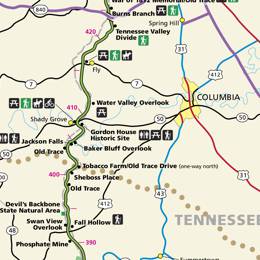 War of 1812 Memorial/Old Trace
Burns Branch
840
Spring Hill
31
420
Tennessee Valley
Divide
7
Fly
412
7
Water Valley Overlook
COLUMBIA
410
Shady Grove
50
Gordon House
Historic Site
50
Jackson Falls
50
Baker Bluff Overlook
Old Trace
Tobacco Farm/Old Trace Drive (one-way north)
400
Sheboss Place
Old Trace
412
Devil's Backbone
State Natural Area
TENNESSEE
Swan View
Overlook
Fall Hollow
Phosphate Mine
390
43
Summertown